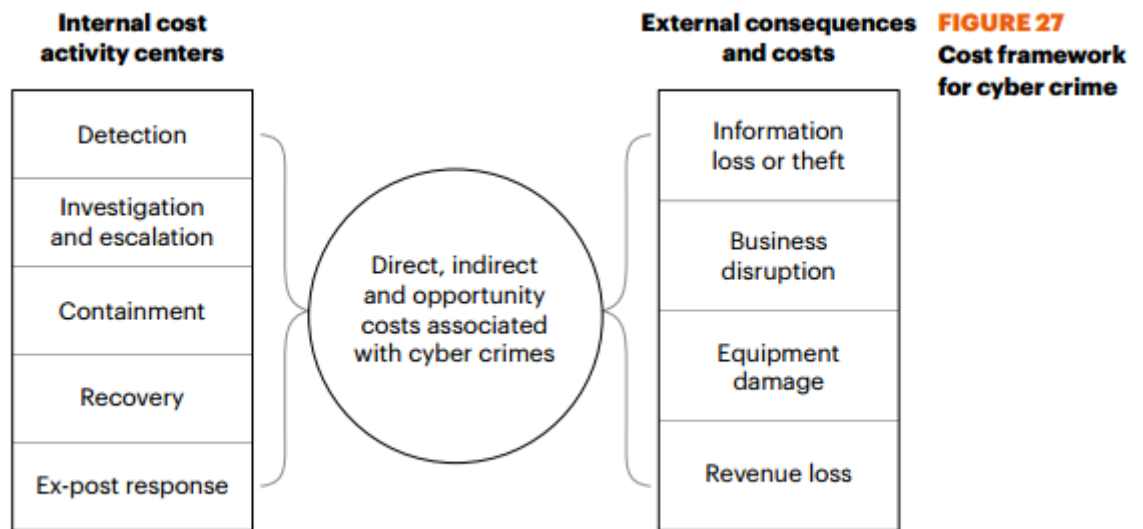 Internal cost
activity centers
Detection
Investigation
and escalation
Containment
Recovery
Ex-post response
Direct, indirect
and opportunity
costs associated
with cyber crimes
External consequences
and costs
Information
loss or theft
Business
disruption
Equipment
damage
Revenue loss
FIGURE 27
Cost framework
for cyber crime